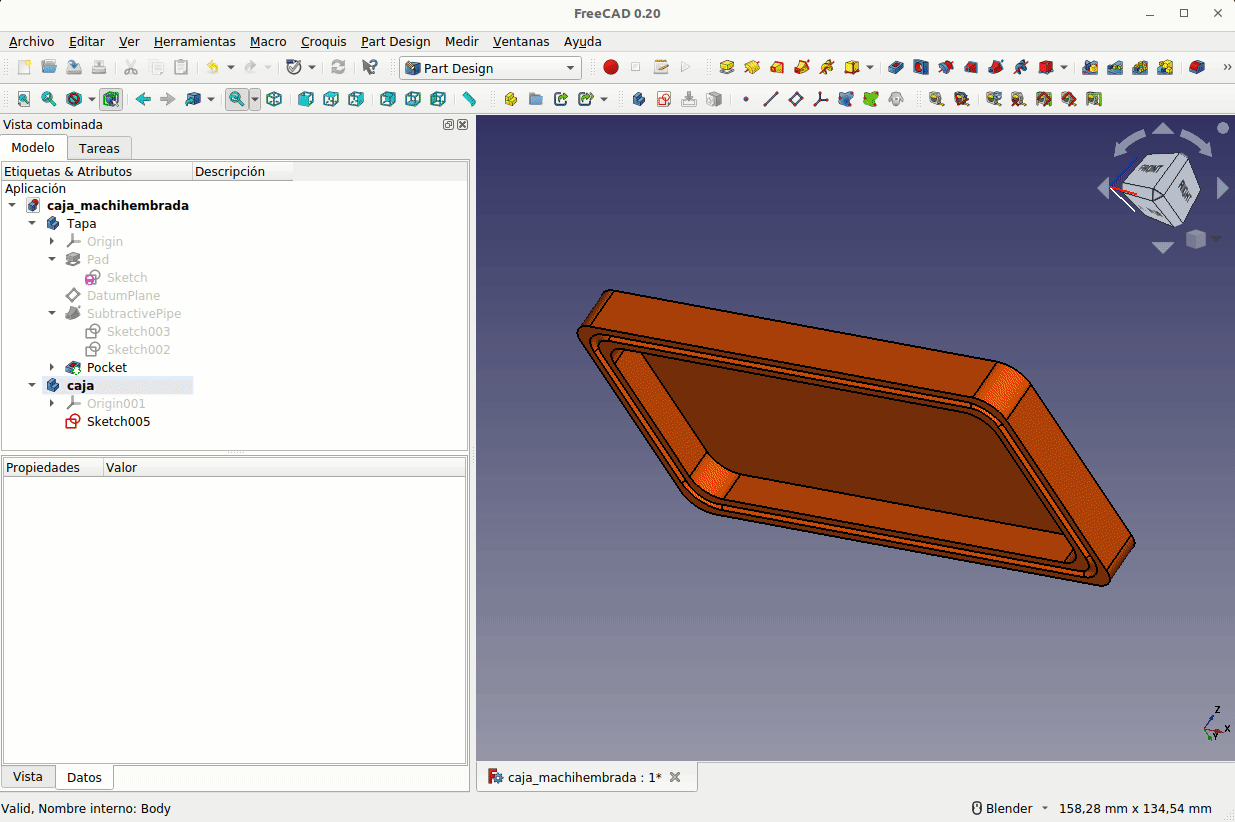 FreeCAD 0.20
Archivo Editar Ver Herramientas Macro Croquis Part Design Medir Ventanas Ayuda
Part Design
Vista combinada
Modelo Tareas
Etiquetas & Atributos Descripción
Aplicación
caja_machihembrada
Tapa
Origin
Pad
Sketch
DatumPlane
SubtractivePipe
Sketch003
Sketch002
Pocket
caja
Origin001
Sketch005
Propiedades Valor
Vista Datos
FRONT
RIGHT
Z
X
Y
caja_machihembrada : 1*
Valid, Nombre interno: Body
Blender 158,28 mm x 134,54 mm